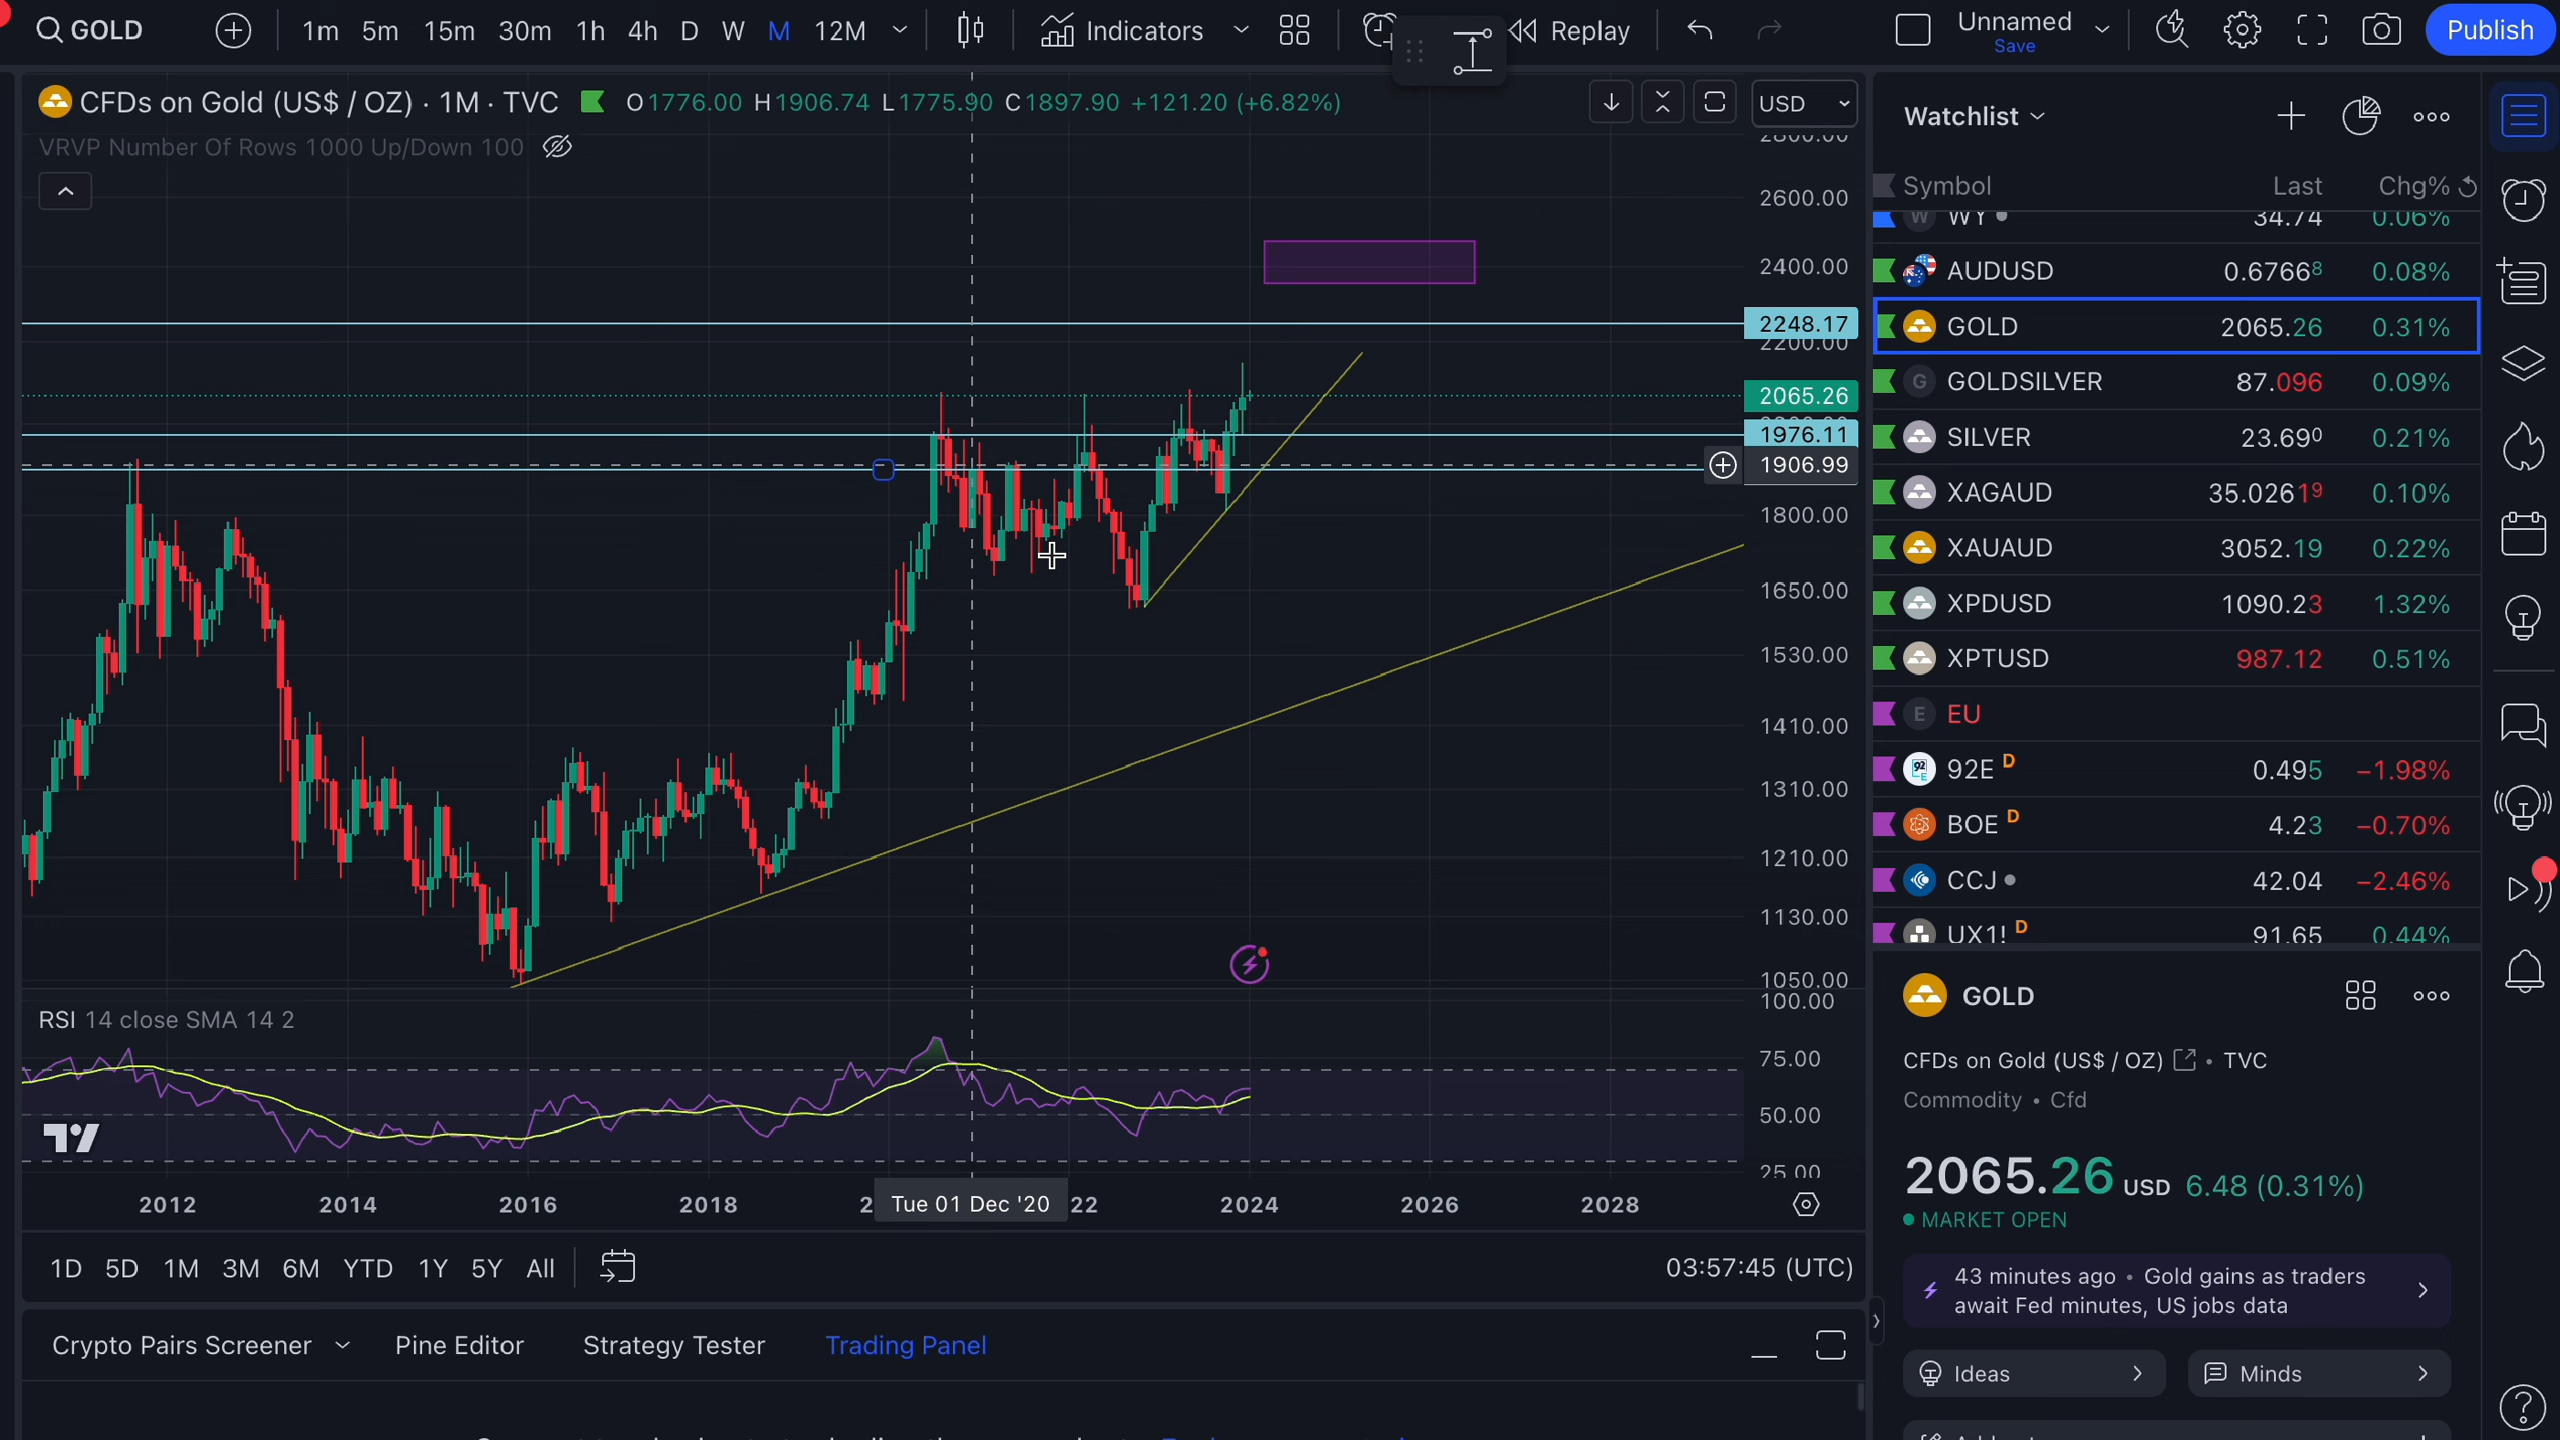 GOLD 1m 5m 15m 30m 1h 4h D W M 12M Indicators Replay Unnamed Save Publish
CFDs on Gold (US$ / OZ) · 1M · TVC O1776.00 H1906.74 L1775.90 C1897.90 +121.20 (+6.82%)
USD
VRVP Number Of Rows 1000 Up/Down 100
2800.00
2600.00
2400.00
2248.17
2200.00
2065.26
1976.11
1906.99
1800.00
1650.00
1530.00
1410.00
1310.00
1210.00
1130.00
1050.00
RSI 14 close SMA 14 2
100.00
75.00
50.00
25.00
2012 2014 2016 2018 2 Tue 01 Dec '20 22 2024 2026 2028
1D 5D 1M 3M 6M YTD 1Y 5Y All 03:57:45 (UTC)
Crypto Pairs Screener Pine Editor Strategy Tester Trading Panel
Watchlist
Symbol Last Chg%
W WY 34.74 0.06%
AUDUSD 0.67668 0.08%
GOLD 2065.26 0.31%
G GOLDSILVER 87.096 0.09%
SILVER 23.690 0.21%
XAGAUD 35.02619 0.10%
XAUAUD 3052.19 0.22%
XPDUSD 1090.23 1.32%
XPTUSD 987.12 0.51%
E EU
92E D 0.495 −1.98%
BOE D 4.23 −0.70%
CCJ 42.04 −2.46%
UX1! D 91.65 0.44%
GOLD
CFDs on Gold (US$ / OZ) • TVC
Commodity • Cfd
2065.26 USD 6.48 (0.31%)
MARKET OPEN
43 minutes ago • Gold gains as traders
await Fed minutes, US jobs data
Ideas
Minds